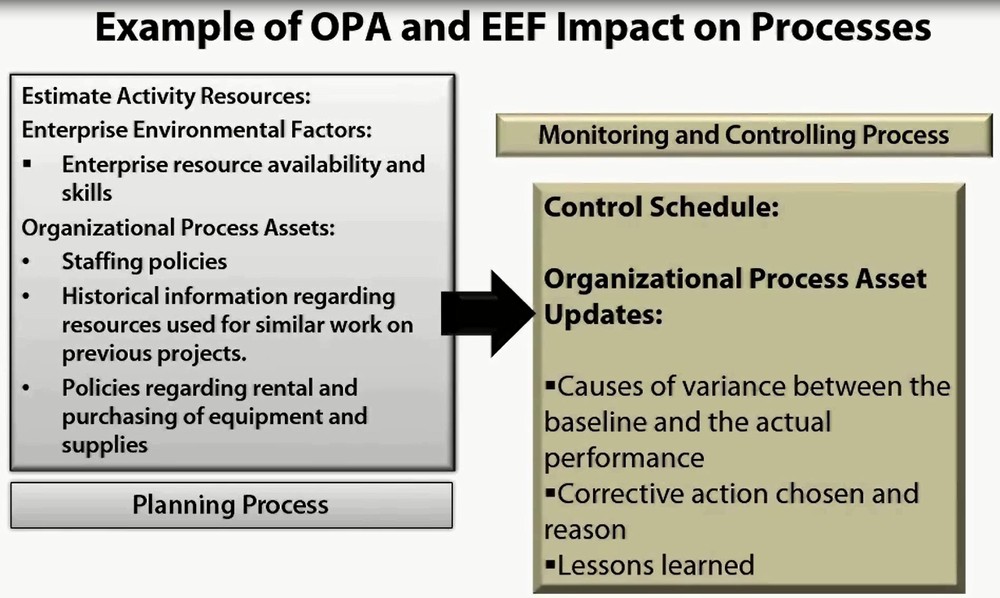 Example of OPA and EEF Impact on Processes
Estimate Activity Resources:
Enterprise Environmental Factors:
▪ Enterprise resource availability and
skills
Organizational Process Assets:
• Staffing policies
• Historical information regarding
resources used for similar work on
previous projects.
• Policies regarding rental and
purchasing of equipment and
supplies
Planning Process
Monitoring and Controlling Process
Control Schedule:
Organizational Process Asset
Updates:
▪Causes of variance between the
baseline and the actual
performance
▪Corrective action chosen and
reason
▪Lessons learned